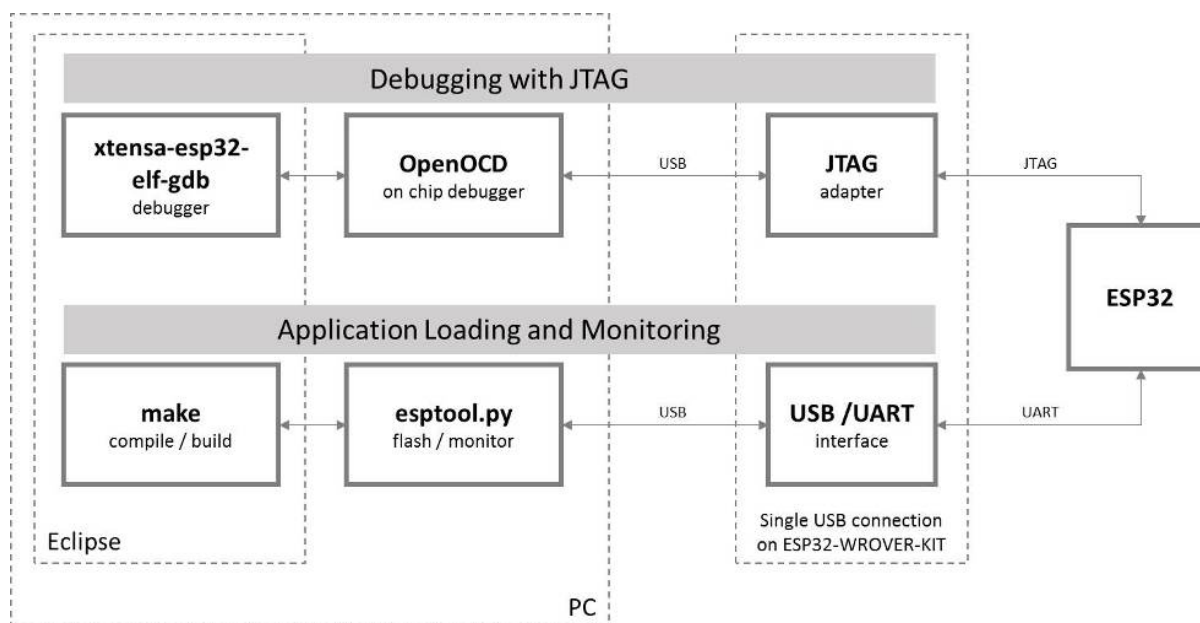 Debugging with JTAG
xtensa-esp32-
elf-gdb
debugger
OpenOCD
on chip debugger
USB
JTAG
adapter
JTAG
ESP32
Application Loading and Monitoring
make
compile / build
esptool.py
flash / monitor
USB
USB /UART
interface
UART
Eclipse
Single USB connection
on ESP32-WROVER-KIT
PC